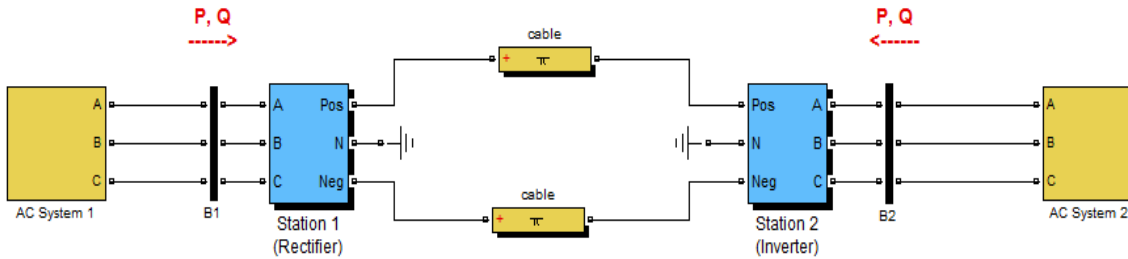 P, Q
------>
P, Q
<------
cable
+ π
A
B
C
A
B
C
Pos
N
Neg
Pos
N
Neg
A
B
C
A
B
C
cable
+ π
AC System 1
B1
Station 1
(Rectifier)
Station 2
(Inverter)
B2
AC System 2